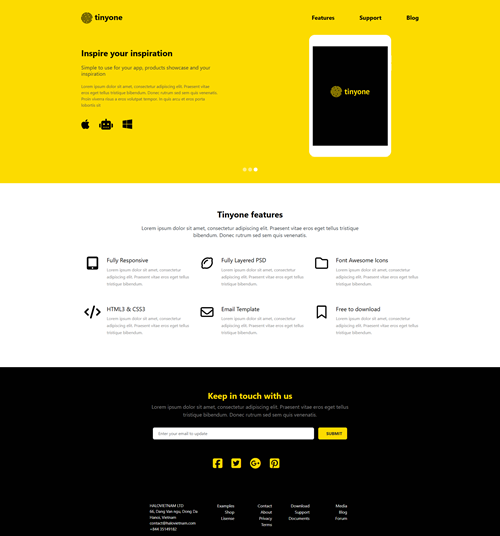 tinyone
Features Support Blog
Inspire your inspiration
Simple to use for your app, products showcase and your
inspiration
Lorem ipsum dolor sit amet, consectetur adipiscing elit. Praesent vitae
eros eget tellus tristique bibendum. Donec rutrum sed sem quis venenatis.
Proin viverra risus a eros volutpat tempor. In quis arcu et eros porta
lobortis sit
tinyone
Tinyone features
Lorem ipsum dolor sit amet, consectetur adipiscing elit. Praesent vitae eros eget tellus tristique
bibendum. Donec rutrum sed sem quis venenatis.
Fully Responsive
Lorem ipsum dolor sit amet, consectetur
adipiscing elit. Praesent vitae eros eget tellus
tristique bibendum.
Fully Layered PSD
Lorem ipsum dolor sit amet, consectetur
adipiscing elit. Praesent vitae eros eget tellus
tristique bibendum.
Font Awesome Icons
Lorem ipsum dolor sit amet, consectetur
adipiscing elit. Praesent vitae eros eget tellus
tristique bibendum.
HTML3 & CSS3
Lorem ipsum dolor sit amet, consectetur
adipiscing elit. Praesent vitae eros eget tellus
tristique bibendum.
Email Template
Lorem ipsum dolor sit amet, consectetur
adipiscing elit. Praesent vitae eros eget tellus
tristique bibendum.
Free to download
Lorem ipsum dolor sit amet, consectetur
adipiscing elit. Praesent vitae eros eget tellus
tristique bibendum.
Keep in touch with us
Lorem ipsum dolor sit amet, consectetur adipiscing elit. Praesent vitae eros eget tellus
tristique bibendum. Donec rutrum sed sem quis venenatis.
Enter your email to update
SUBMIT
HALOVIETNAM LTD
66, Dang Van ngu, Dong Da
Hanoi, Vietnam
contact@halovietnam.com
+844 35149182
Examples
Shop
License
Contact
About
Privacy
Terms
Download
Support
Documents
Media
Blog
Forum